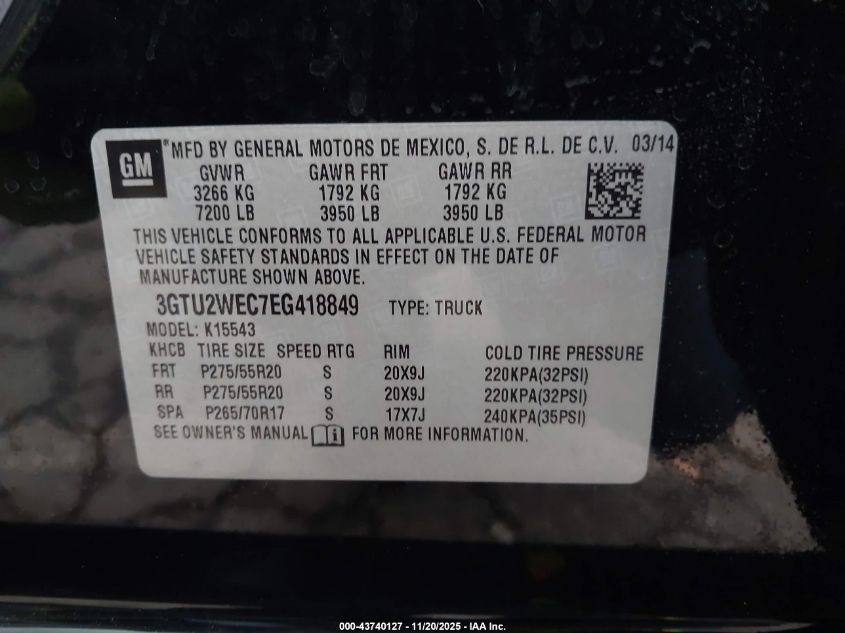 GM ® MFD BY GENERAL MOTORS DE MEXICO, S. DE R.L. DE C.V. 03/14
GVWR GAWR FRT GAWR RR
3266 KG 1792 KG 1792 KG
7200 LB 3950 LB 3950 LB
THIS VEHICLE CONFORMS TO ALL APPLICABLE U.S. FEDERAL MOTOR
VEHICLE SAFETY STANDARDS IN EFFECT ON THE DATE OF
MANUFACTURE SHOWN ABOVE.
3GTU2WEC7EG418849 TYPE: TRUCK
MODEL: K15543
KHCB TIRE SIZE SPEED RTG RIM COLD TIRE PRESSURE
FRT P275/55R20 S 20X9J 220KPA(32PSI)
RR P275/55R20 S 20X9J 220KPA(32PSI)
SPA P265/70R17 S 17X7J 240KPA(35PSI)
SEE OWNER'S MANUAL FOR MORE INFORMATION.
000-43740127 - 11/20/2025 - IAA Inc.